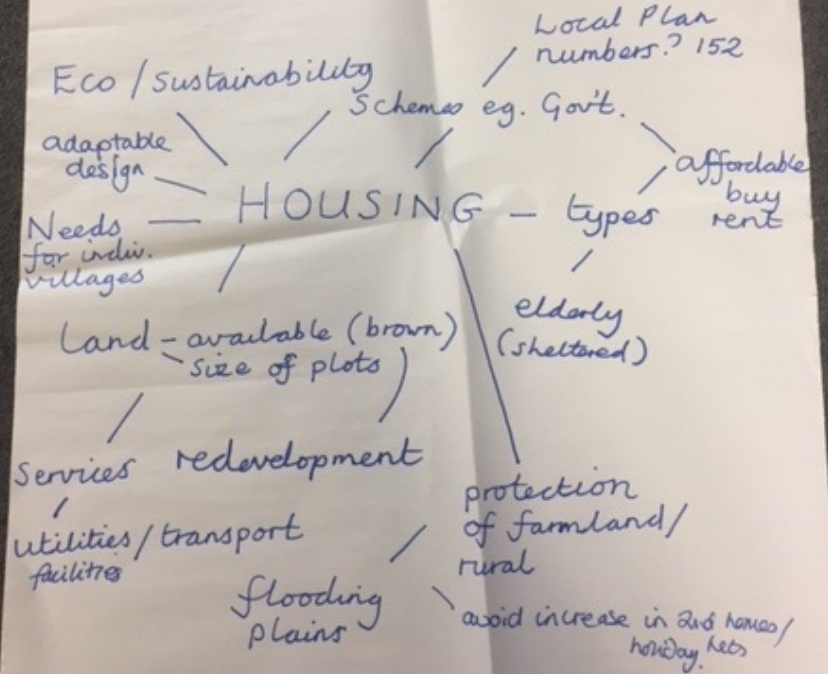 Local Plan
numbers? 152
Eco / sustainability
Schemes eg. Gov't.
adaptable
design
affordable
buy
rent
HOUSING - types
Needs
for indiv.
villages
elderly
(sheltered)
Land - available (brown)
size of plots
Services
redevelopment
protection
of farmland/
rural
utilities/transport
facilities
flooding
plains
avoid increase in 2nd homes/
holiday lets